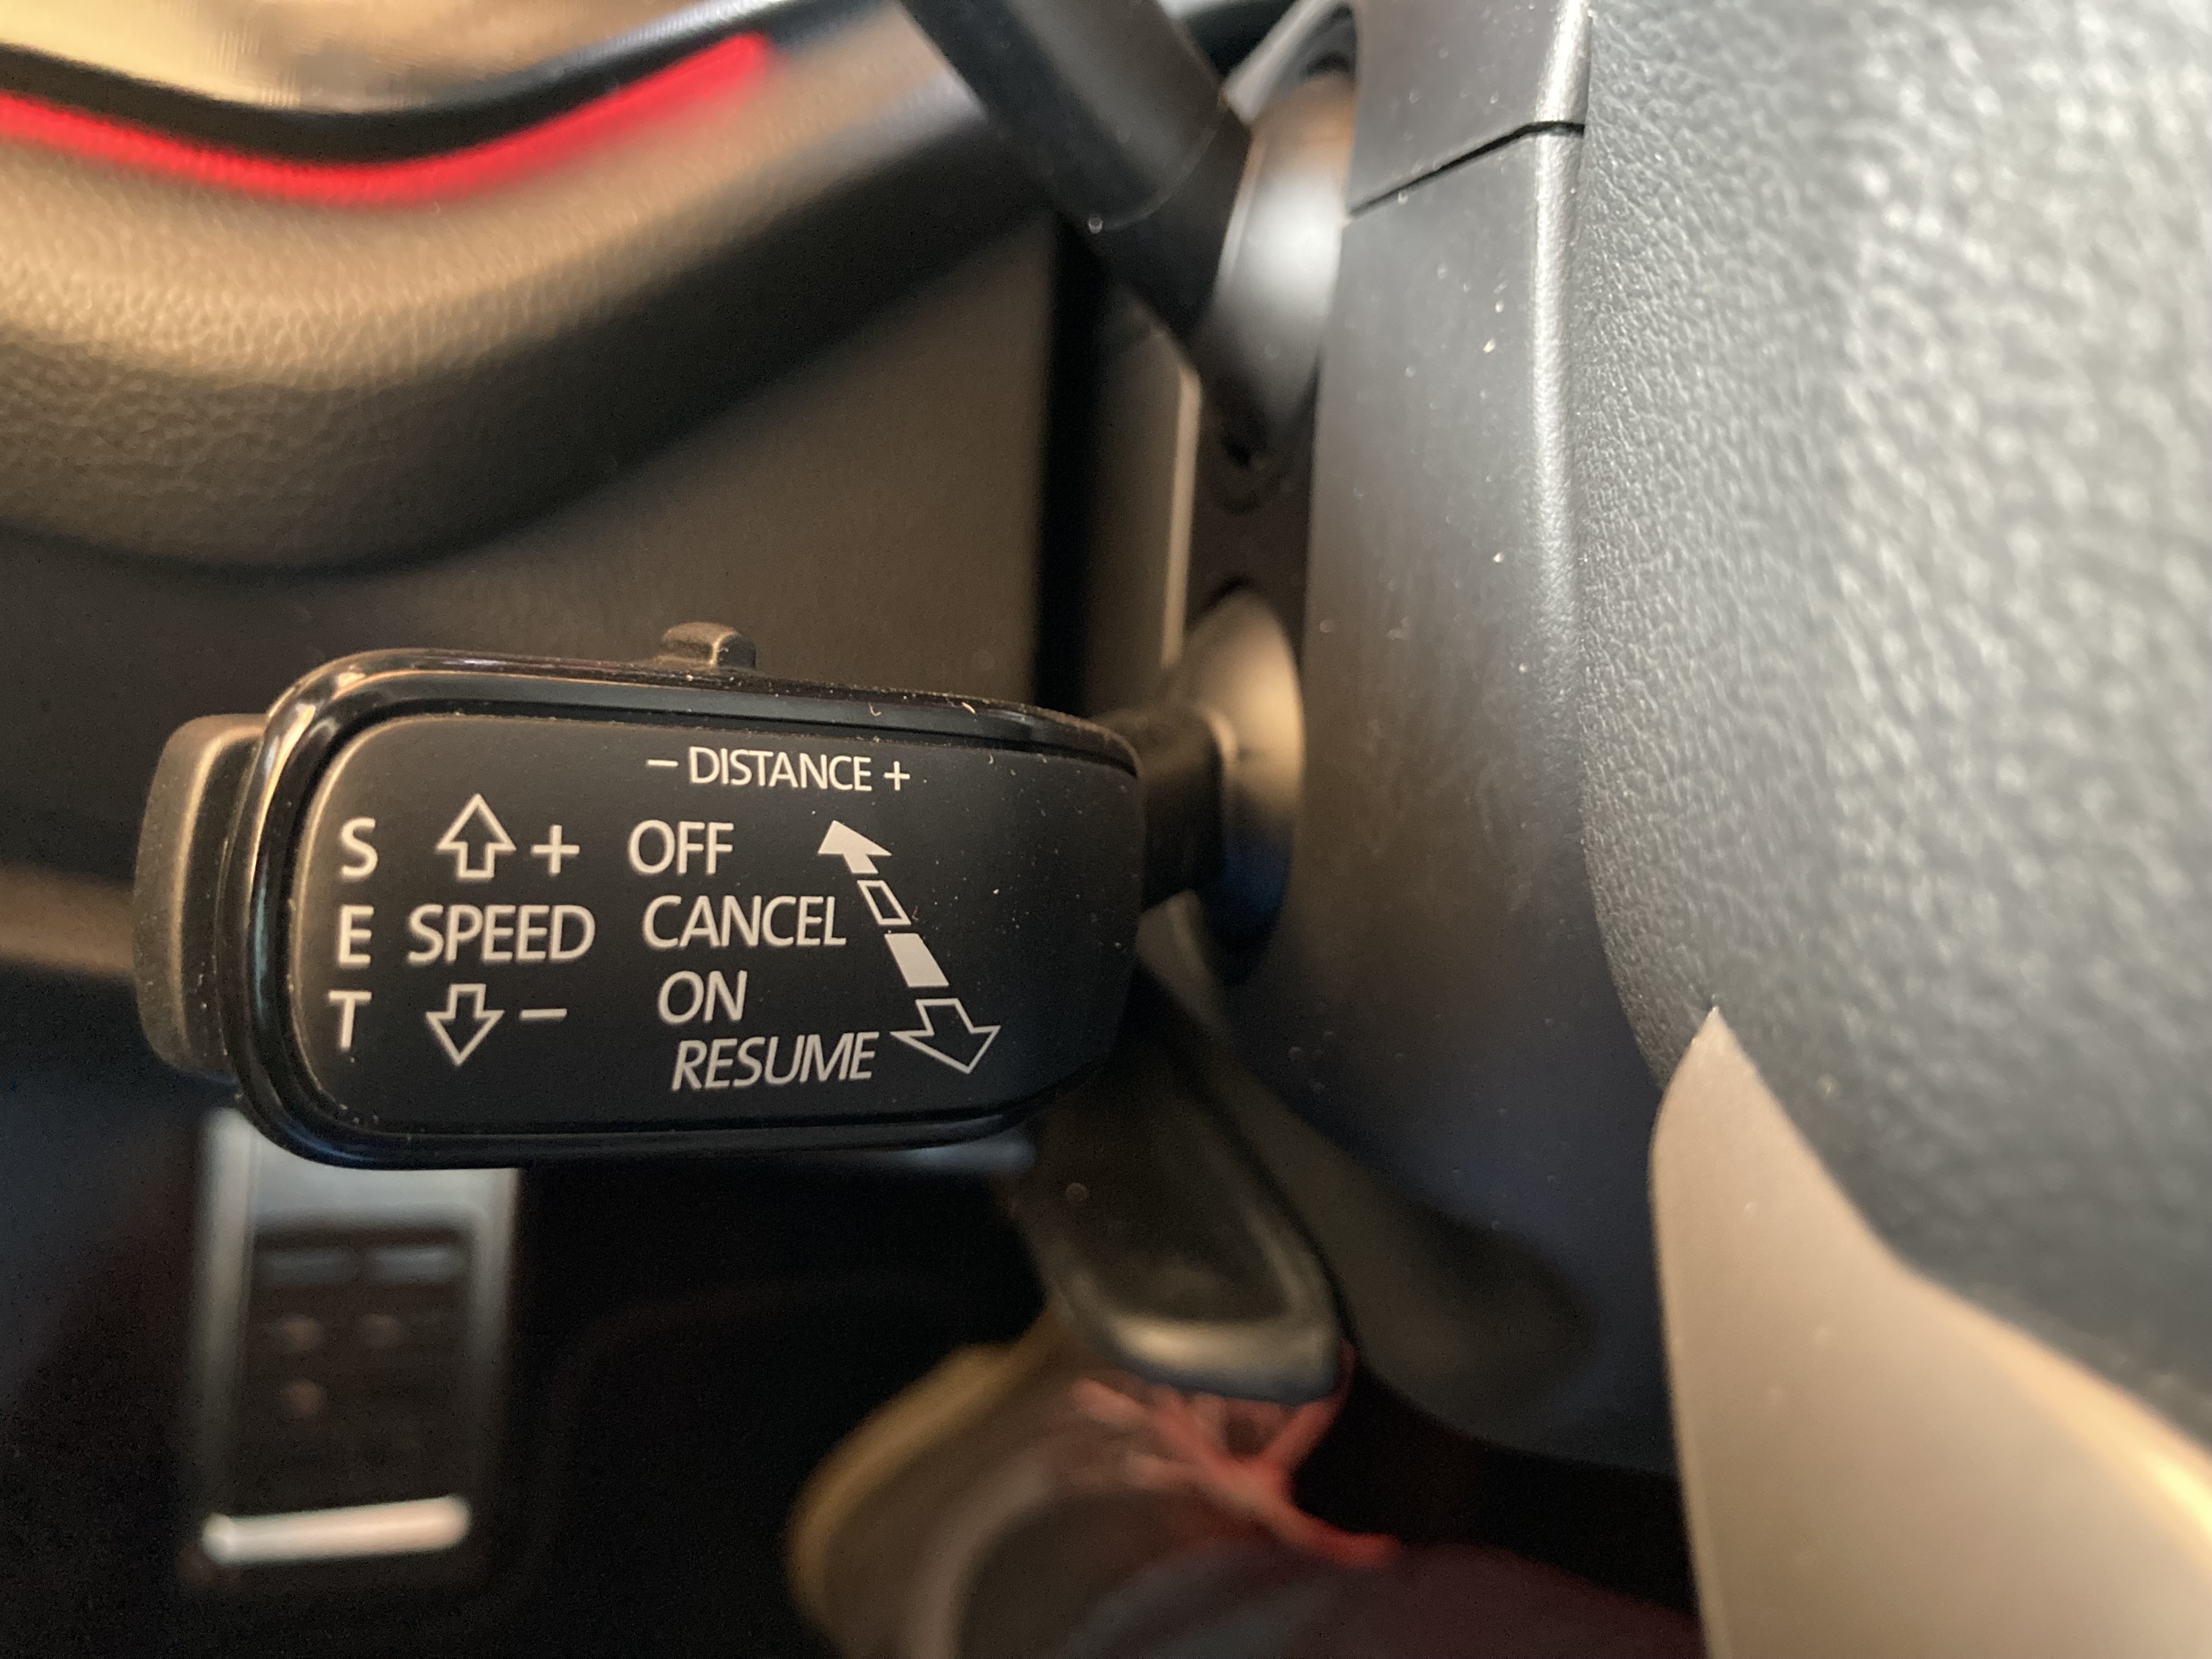 – DISTANCE +
S + OFF
E SPEED CANCEL
T – ON
RESUME